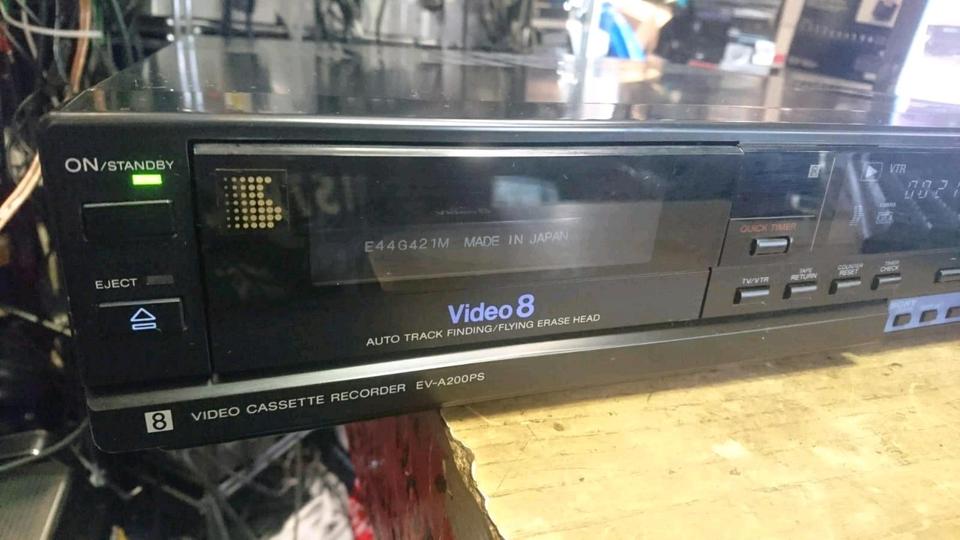 ON/STANDBY
EJECT
E44G421M MADE IN JAPAN
Video 8
AUTO TRACK FINDING/FLYING ERASE HEAD
8 VIDEO CASSETTE RECORDER EV-A200PS
VTR
QUICK TIMER
TV/VTR
TAPE RETURN
COUNTER RESET
TIMER CHECK